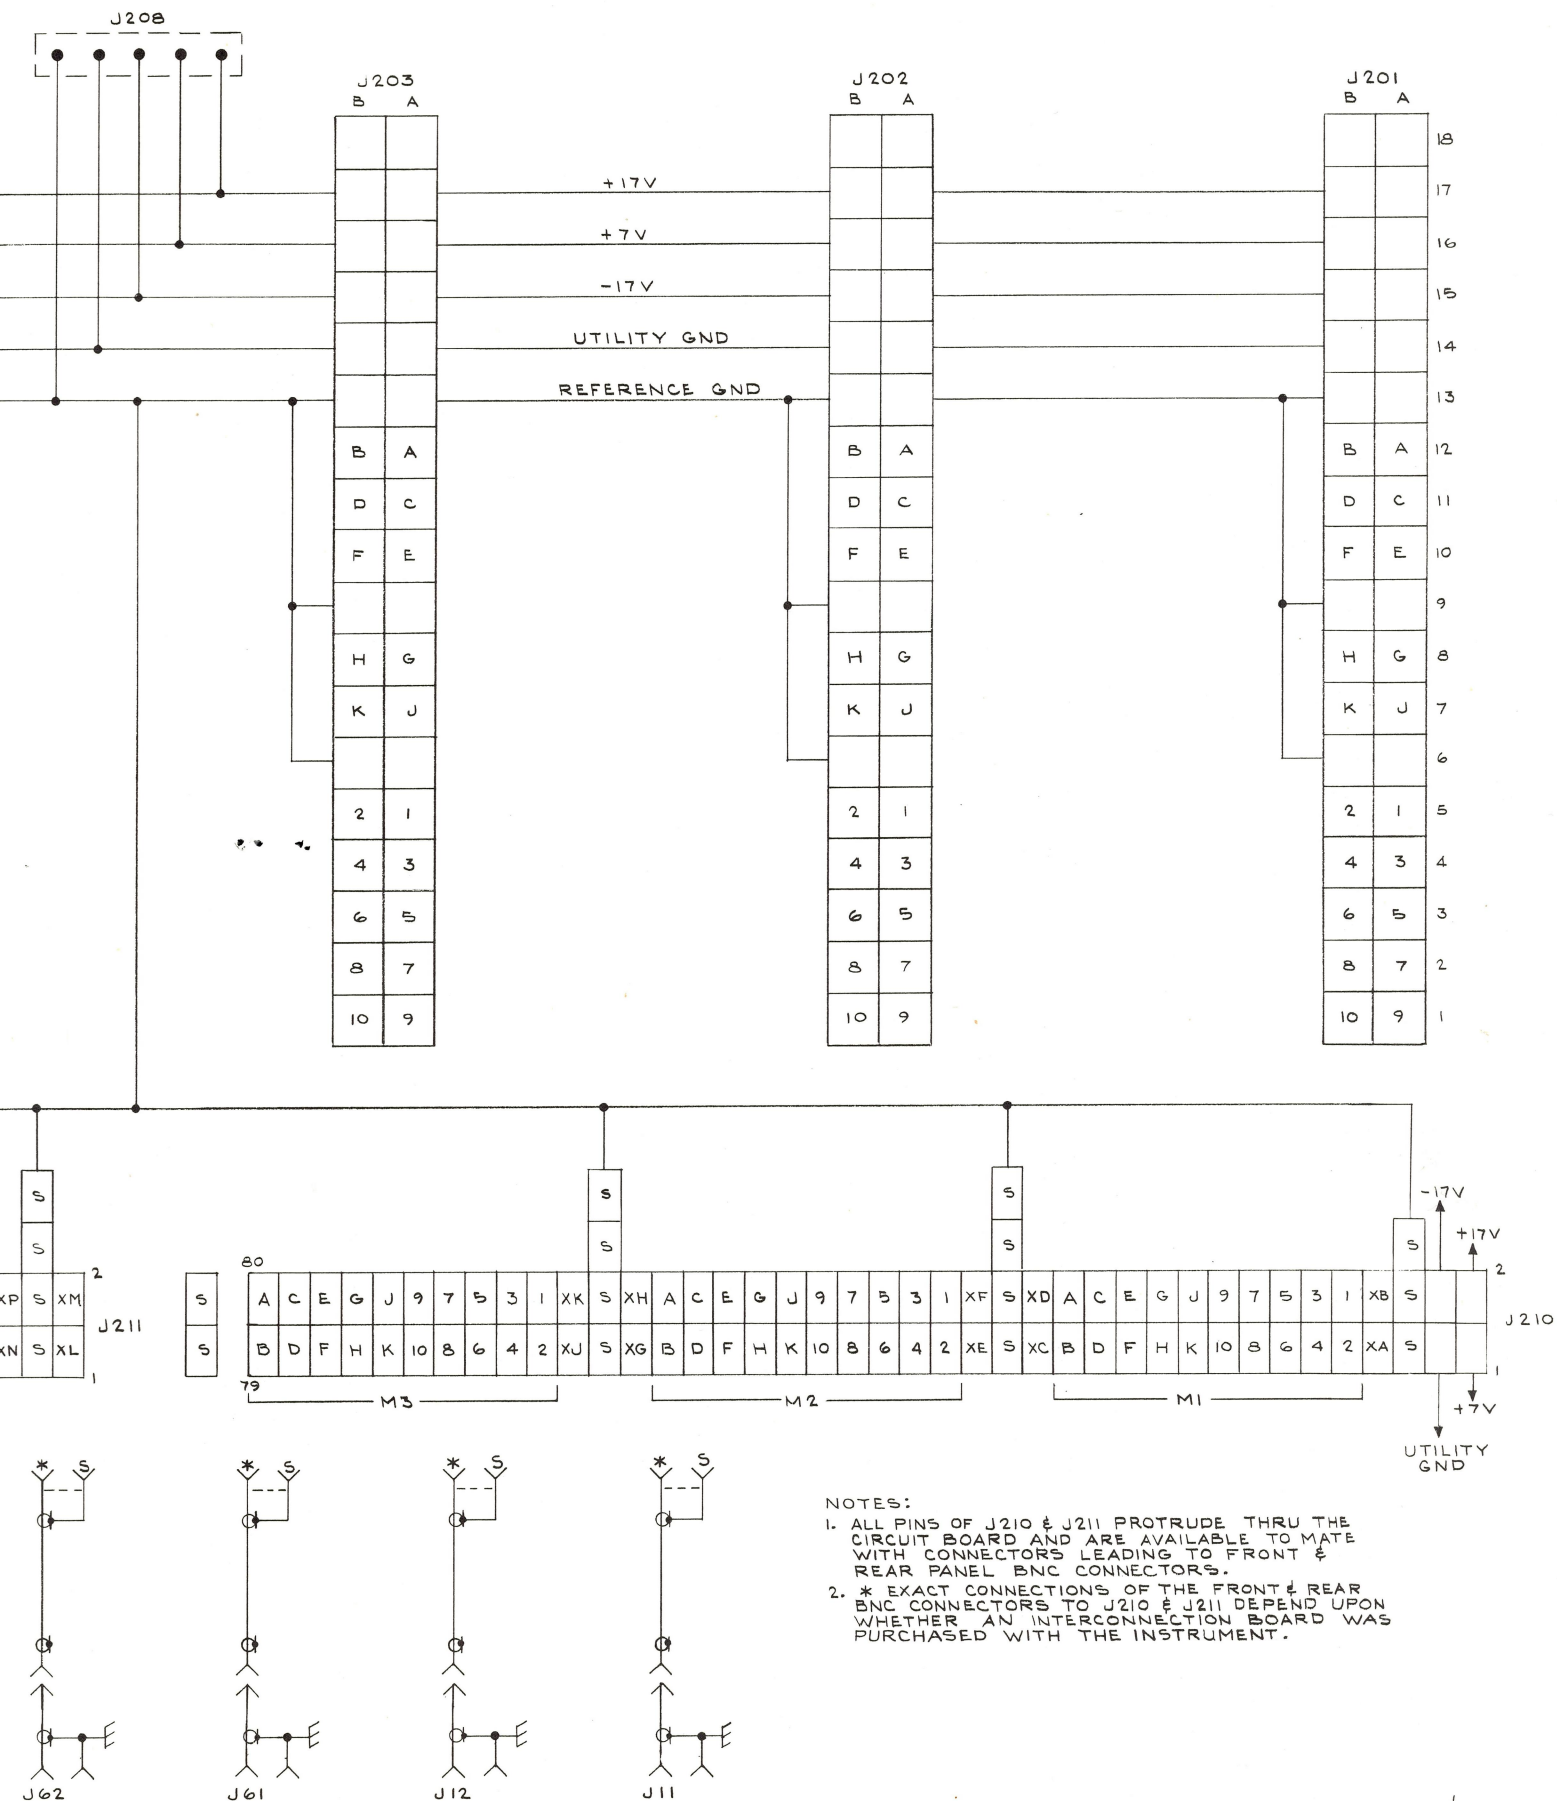 J208
J203 J202 J201
B A B A B A
18
+17V 17
+7V 16
-17V 15
UTILITY GND 14
REFERENCE GND 13
B A B A B A 12
D C D C D C 11
F E F E F E 10
9
H G H G H G 8
K J K J K J 7
6
2 1 2 1 2 1 5
4 3 4 3 4 3 4
6 5 6 5 6 5 3
8 7 8 7 8 7 2
10 9 10 9 10 9 1
S S S -17V
S S S S +17V
2 80 2
XP S XM S A C E G J 9 7 5 3 1 XK S XH A C E G J 9 7 5 3 1 XF S XD A C E G J 9 7 5 3 1 XB S
J211 J210
XN S XL S B D F H K 10 8 6 4 2 XJ S XG B D F H K 10 8 6 4 2 XE S XC B D F H K 10 8 6 4 2 XA S
1 79 1
M3 M2 M1 +7V
UTILITY
GND
* S * S * S * S
NOTES:
1. ALL PINS OF J210 & J211 PROTRUDE THRU THE
CIRCUIT BOARD AND ARE AVAILABLE TO MATE
WITH CONNECTORS LEADING TO FRONT &
REAR PANEL BNC CONNECTORS.
2. * EXACT CONNECTIONS OF THE FRONT & REAR
BNC CONNECTORS TO J210 & J211 DEPEND UPON
WHETHER AN INTERCONNECTION BOARD WAS
PURCHASED WITH THE INSTRUMENT.
J62 J61 J12 J11